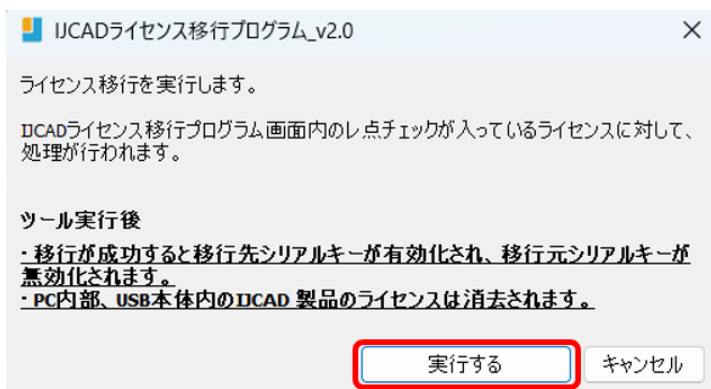 IJCADライセンス移行プログラム_v2.0
ライセンス移行を実行します。
IJCADライセンス移行プログラム画面内のレ点チェックが入っているライセンスに対して、
処理が行われます。
ツール実行後
・移行が成功すると移行先シリアルキーが有効化され、移行元シリアルキーが
無効化されます。
・PC内部、USB本体内のIJCAD 製品のライセンスは消去されます。
実行する
キャンセル